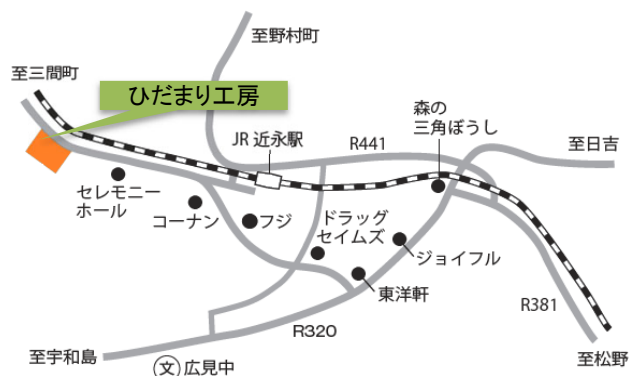 至野村町
至三間町
ひだまり工房
森の
三角ぼうし
JR 近永駅
R441
至日吉
セレモニー
ホール
コーナン
フジ
ドラッグ
セイムズ
ジョイフル
東洋軒
R381
R320
至宇和島
文 広見中
至松野